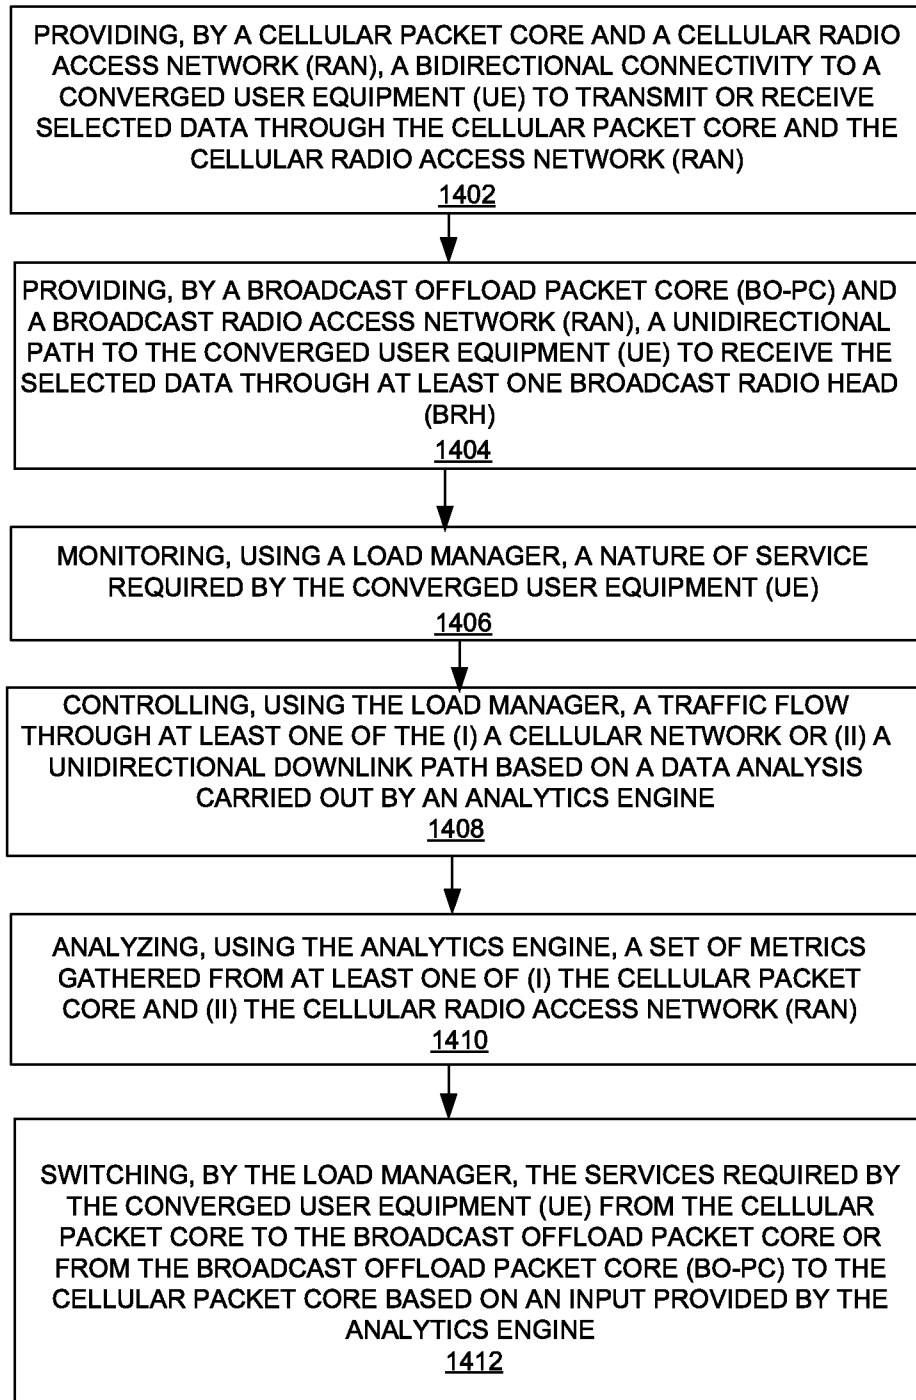 PROVIDING, BY A CELLULAR PACKET CORE AND A CELLULAR RADIO
ACCESS NETWORK (RAN), A BIDIRECTIONAL CONNECTIVITY TO A
CONVERGED USER EQUIPMENT (UE) TO TRANSMIT OR RECEIVE
SELECTED DATA THROUGH THE CELLULAR PACKET CORE AND THE
CELLULAR RADIO ACCESS NETWORK (RAN)
1402
PROVIDING, BY A BROADCAST OFFLOAD PACKET CORE (BO-PC) AND
A BROADCAST RADIO ACCESS NETWORK (RAN), A UNIDIRECTIONAL
PATH TO THE CONVERGED USER EQUIPMENT (UE) TO RECEIVE THE
SELECTED DATA THROUGH AT LEAST ONE BROADCAST RADIO HEAD
(BRH)
1404
MONITORING, USING A LOAD MANAGER, A NATURE OF SERVICE
REQUIRED BY THE CONVERGED USER EQUIPMENT (UE)
1406
CONTROLLING, USING THE LOAD MANAGER, A TRAFFIC FLOW
THROUGH AT LEAST ONE OF THE (I) A CELLULAR NETWORK OR (II) A
UNIDIRECTIONAL DOWNLINK PATH BASED ON A DATA ANALYSIS
CARRIED OUT BY AN ANALYTICS ENGINE
1408
ANALYZING, USING THE ANALYTICS ENGINE, A SET OF METRICS
GATHERED FROM AT LEAST ONE OF (I) THE CELLULAR PACKET
CORE AND (II) THE CELLULAR RADIO ACCESS NETWORK (RAN)
1410
SWITCHING, BY THE LOAD MANAGER, THE SERVICES REQUIRED BY
THE CONVERGED USER EQUIPMENT (UE) FROM THE CELLULAR
PACKET CORE TO THE BROADCAST OFFLOAD PACKET CORE OR
FROM THE BROADCAST OFFLOAD PACKET CORE (BO-PC) TO THE
CELLULAR PACKET CORE BASED ON AN INPUT PROVIDED BY THE
ANALYTICS ENGINE
1412